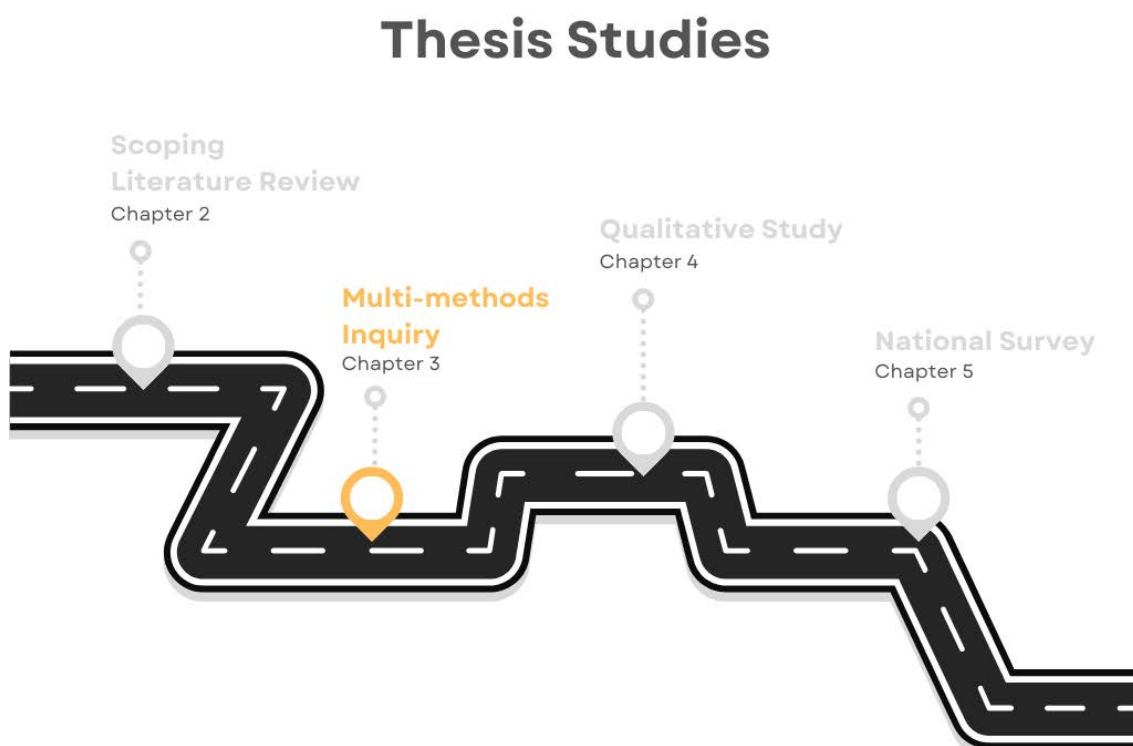 Thesis Studies
Scoping
Literature Review
Chapter 2
Multi-methods
Inquiry
Chapter 3
Qualitative Study
Chapter 4
National Survey
Chapter 5